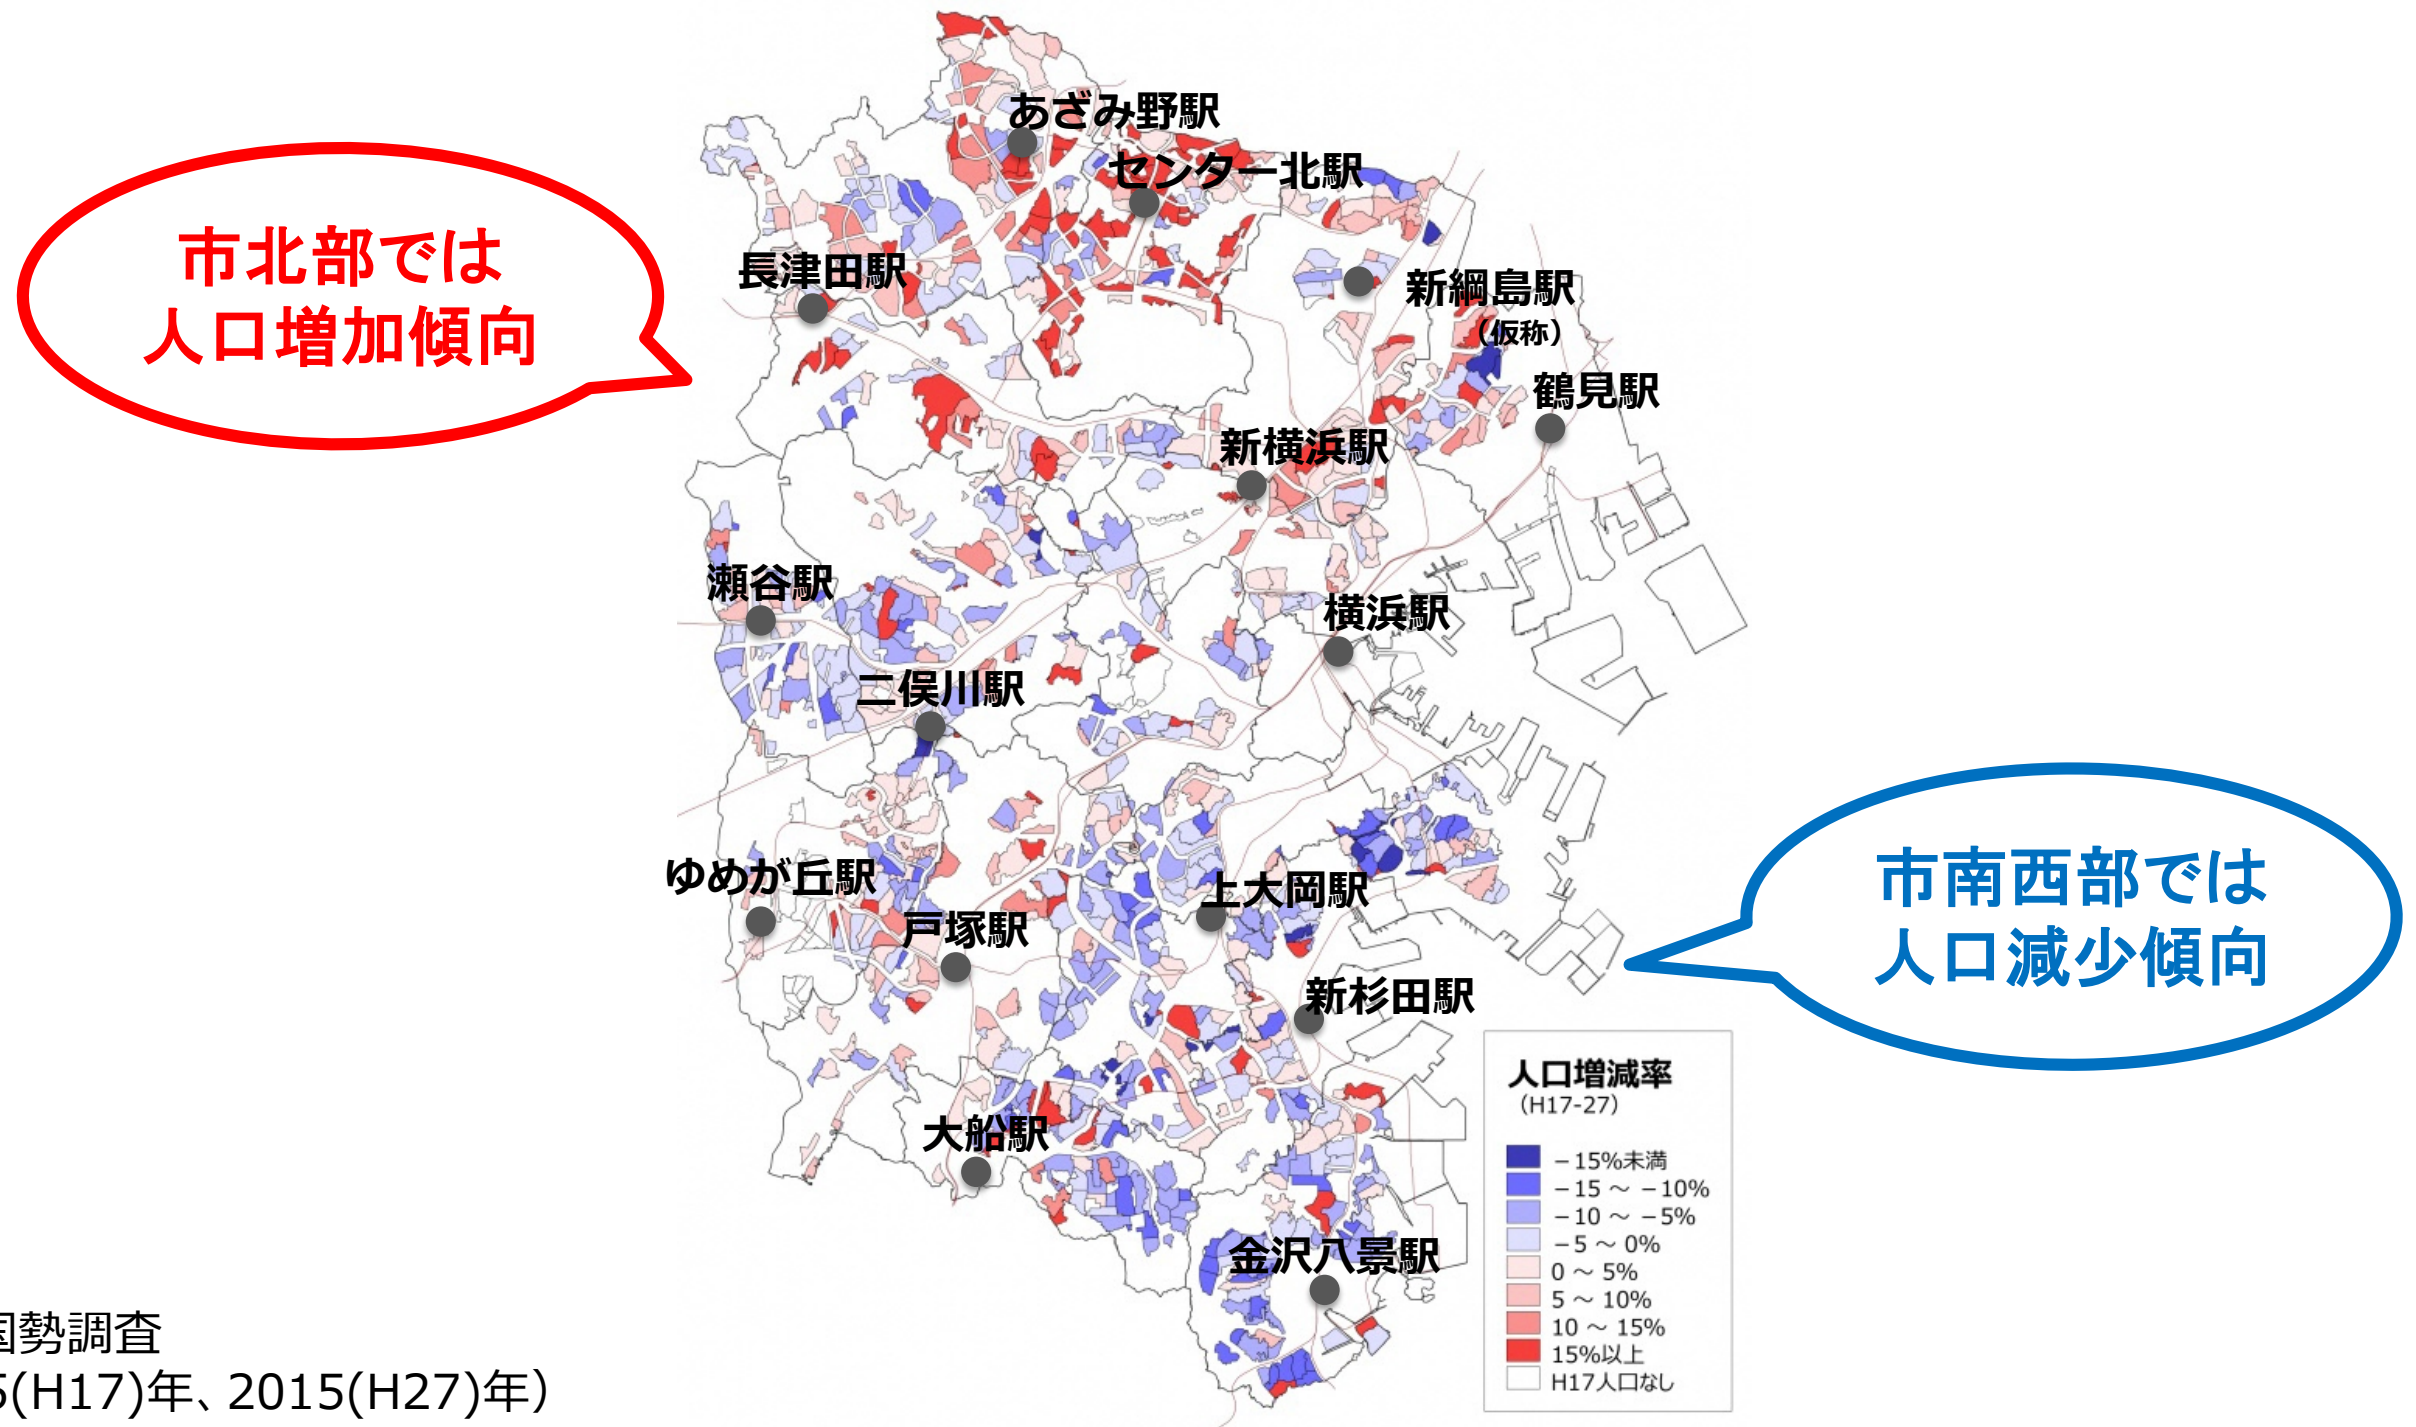 市北部では
人口増加傾向
あざみ野駅
センター北駅
長津田駅
新綱島駅
（仮称）
鶴見駅
新横浜駅
瀬谷駅
横浜駅
二俣川駅
ゆめが丘駅
戸塚駅
上大岡駅
新杉田駅
大船駅
金沢八景駅
市南西部では
人口減少傾向
人口増減率
（H17-27）
－15%未満
－15 ～ －10%
－10 ～ －5%
－5 ～ 0%
0 ～ 5%
5 ～ 10%
10 ～ 15%
15%以上
H17人口なし
国勢調査
5(H17)年、2015(H27)年）